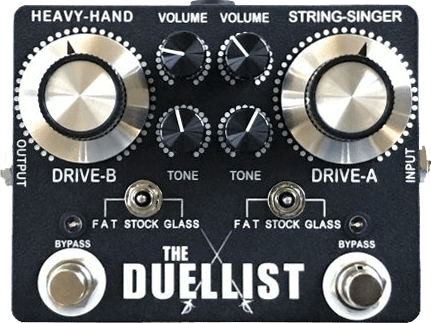 HEAVY-HAND
VOLUME
VOLUME
STRING-SINGER
DRIVE-B
TONE
TONE
DRIVE-A
OUTPUT
INPUT
FAT STOCK GLASS
FAT STOCK GLASS
BYPASS
BYPASS
THE
DUELLIST